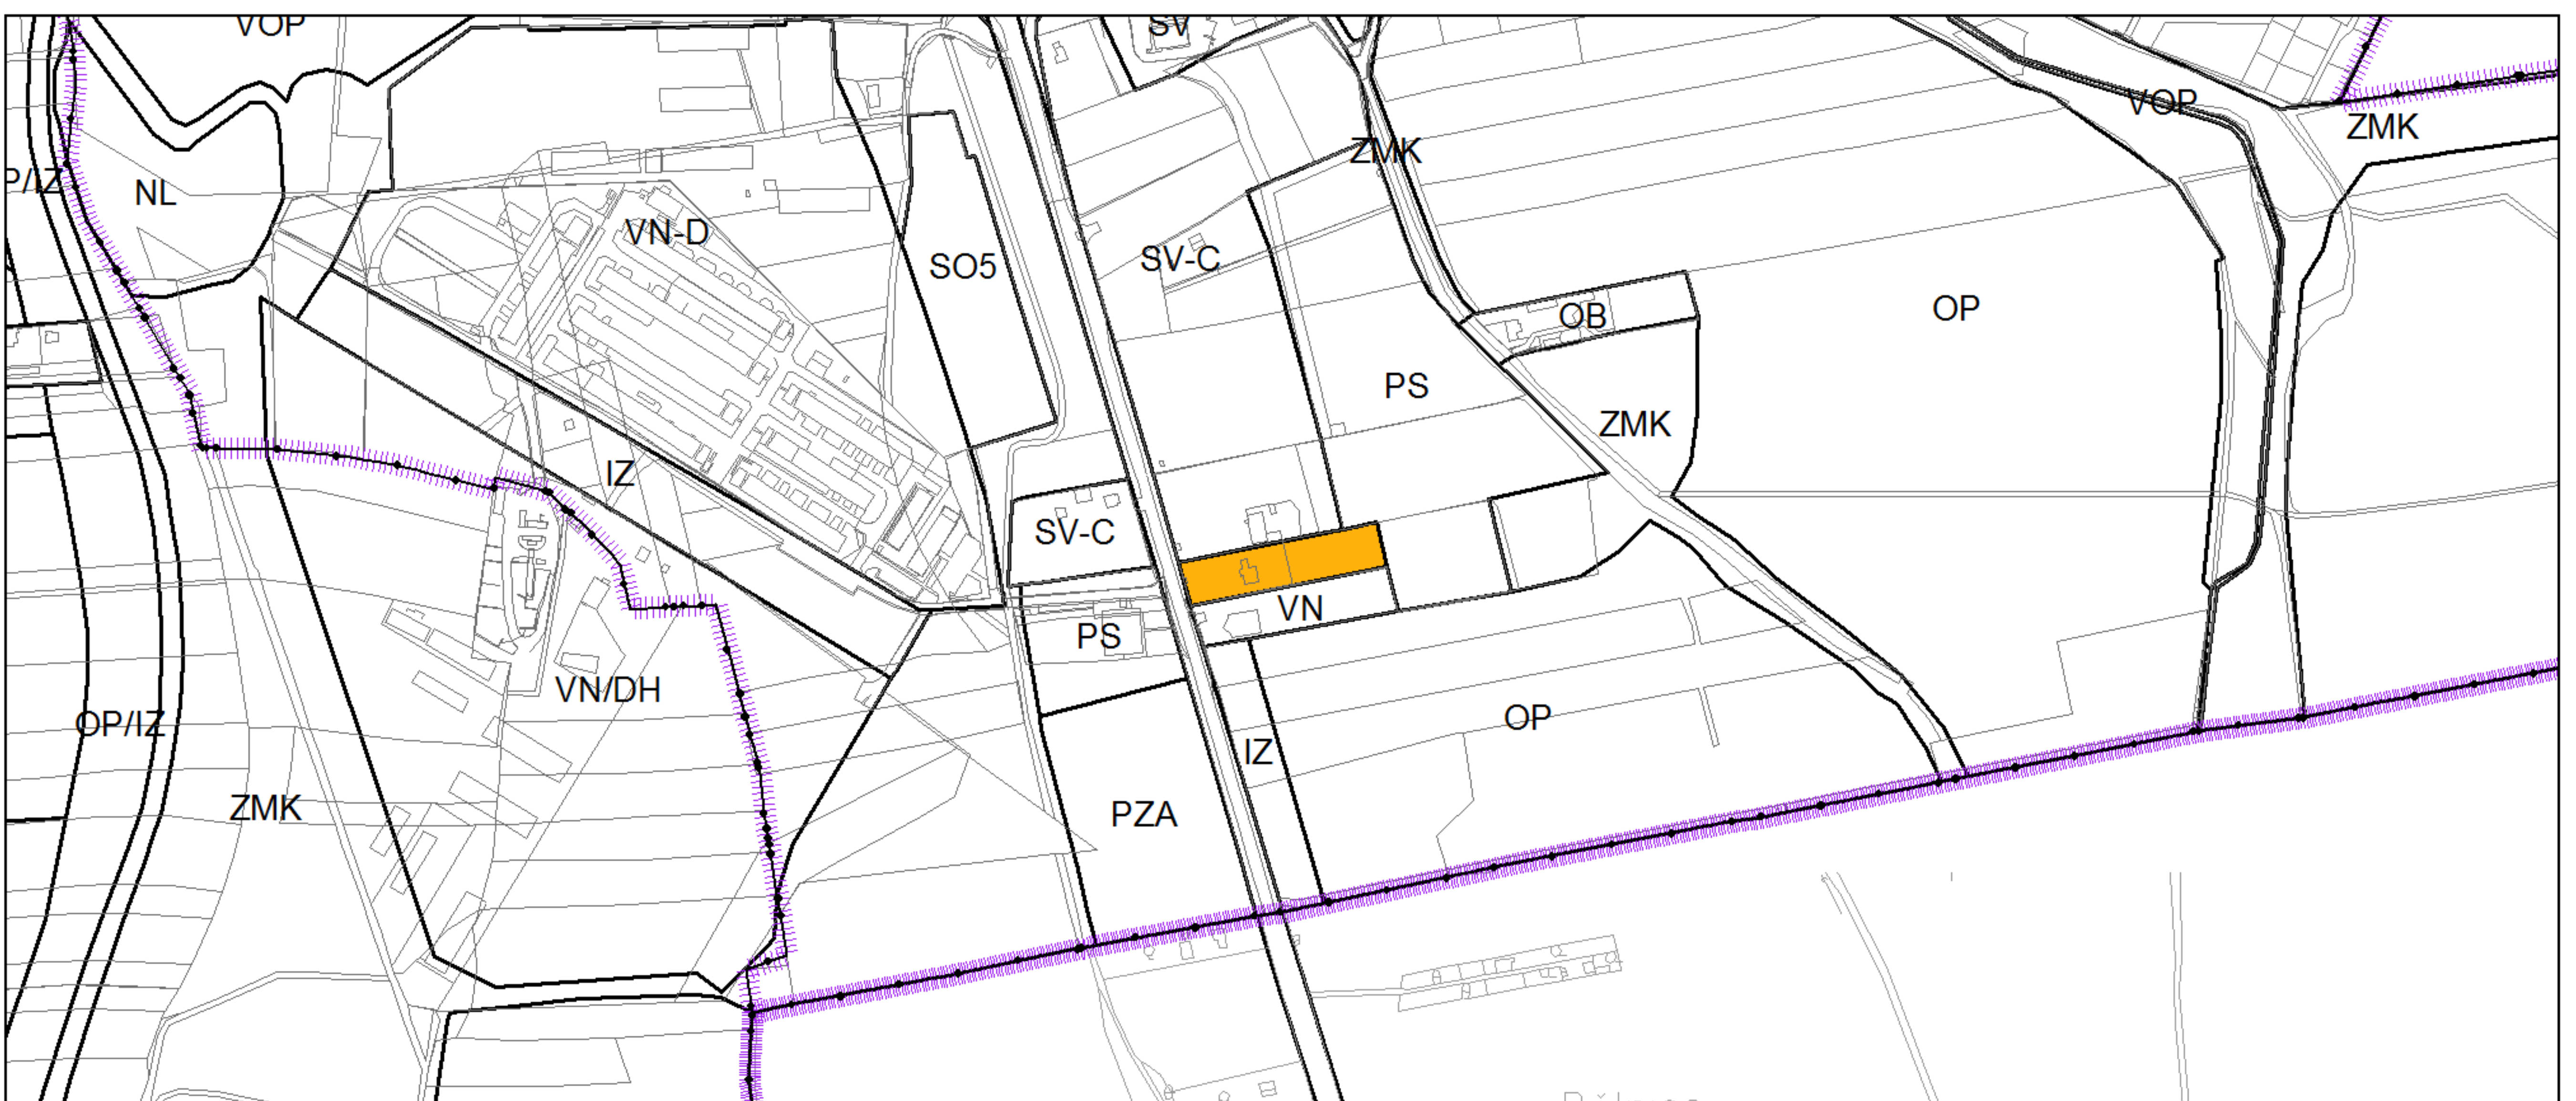 VOP
SV
VOP
ZMK
ZMK
P/IZ
NL
VN-D
SO5
SV-C
OB
OP
PS
ZMK
IZ
SV-C
VN
PS
VN/DH
OP/IZ
OP
IZ
ZMK
PZA